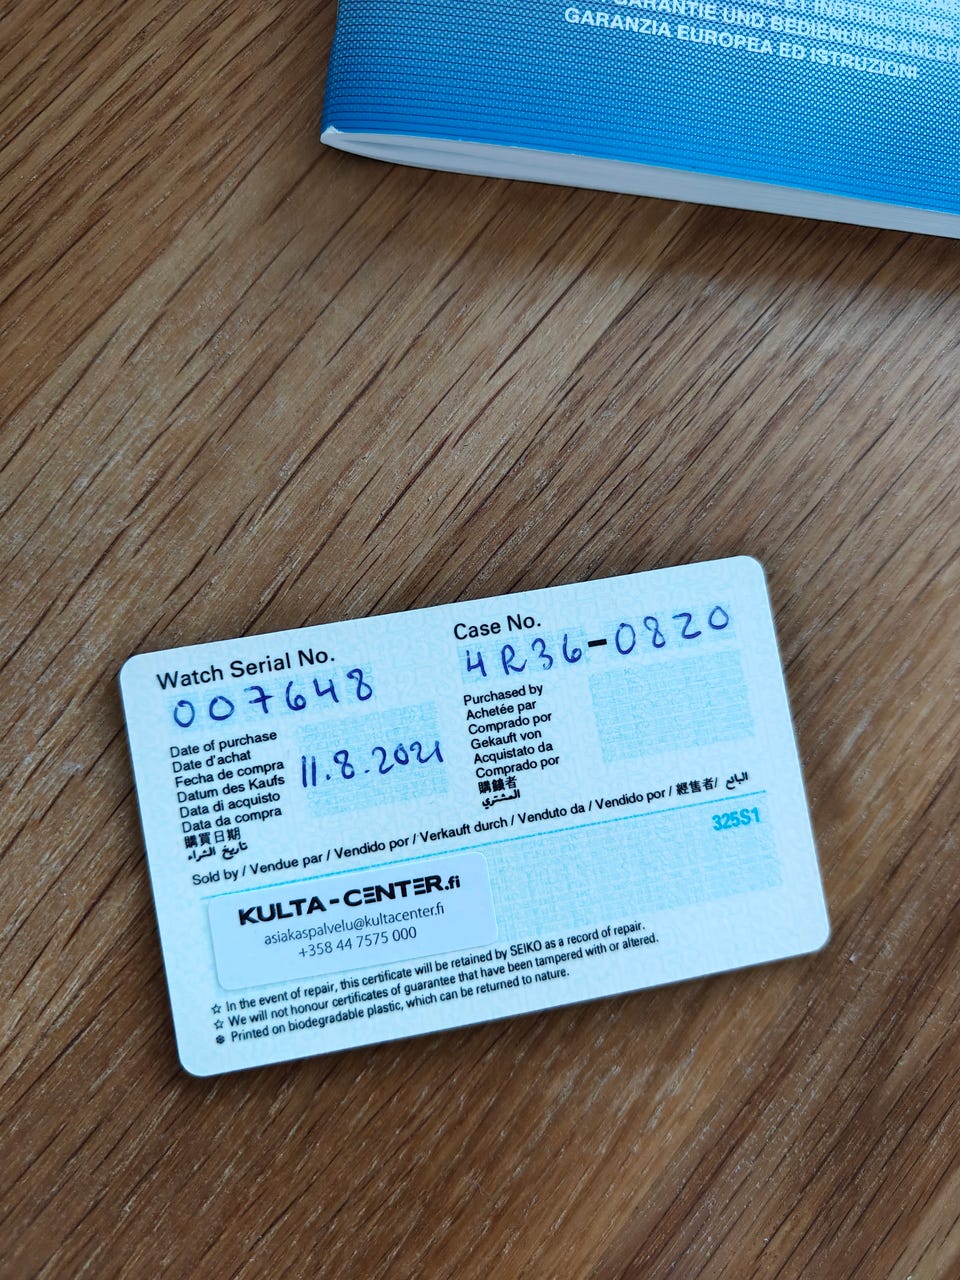 ET INSTRUCTION
GARANTIE UND BEDIENUNGSANLEI
GARANZIA EUROPEA ED ISTRUZIONI
Watch Serial No.
007648
Case No.
4R36-0820
Date of purchase
Date d'achat
Fecha de compra
Datum des Kaufs
Data di acquisto
Data da compra
購買日期
تاريخ الشراء
11.8.2021
Purchased by
Achetée par
Comprado por
Gekauft von
Acquistato da
Comprado por
購錶者
المشتري
Sold by / Vendue par / Vendido por / Verkauft durch / Venduto da / Vendido por / 經售者/ البائع
325S1
KULTA-CENTER.fi
asiakaspalvelu@kultacenter.fi
+358 44 7575 000
☆ In the event of repair, this certificate will be retained by SEIKO as a record of repair.
☆ We will not honour certificates of guarantee that have been tampered with or altered.
❄ Printed on biodegradable plastic, which can be returned to nature.